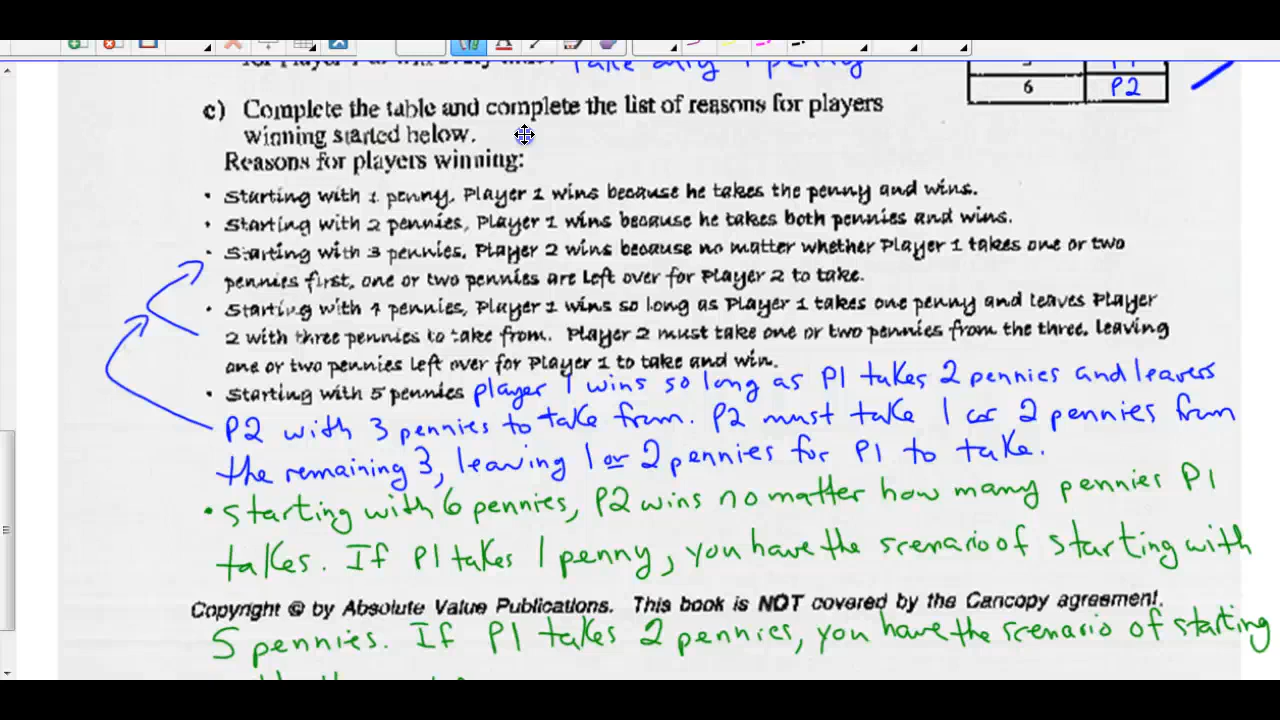 take only 1 penny
6 P2
c) Complete the table and complete the list of reasons for players
winning started below.
Reasons for players winning:
• Starting with 1 penny, Player 1 wins because he takes the penny and wins.
• Starting with 2 pennies, Player 1 wins because he takes both pennies and wins.
• Starting with 3 pennies, Player 2 wins because no matter whether Player 1 takes one or two
pennies first, one or two pennies are left over for Player 2 to take.
• Starting with 4 pennies, Player 1 wins so long as Player 1 takes one penny and leaves Player
2 with three pennies to take from. Player 2 must take one or two pennies from the three, leaving
one or two pennies left over for Player 1 to take and win.
• Starting with 5 pennies player 1 wins so long as P1 takes 2 pennies and leavers
P2 with 3 pennies to take from. P2 must take 1 or 2 pennies from
the remaining 3, leaving 1 or 2 pennies for P1 to take.
• Starting with 6 pennies, P2 wins no matter how many pennies P1
takes. If P1 takes 1 penny, you have the scenario of starting with
Copyright © by Absolute Value Publications. This book is NOT covered by the Cancopy agreement.
5 pennies. If P1 takes 2 pennies, you have the scenario of starting